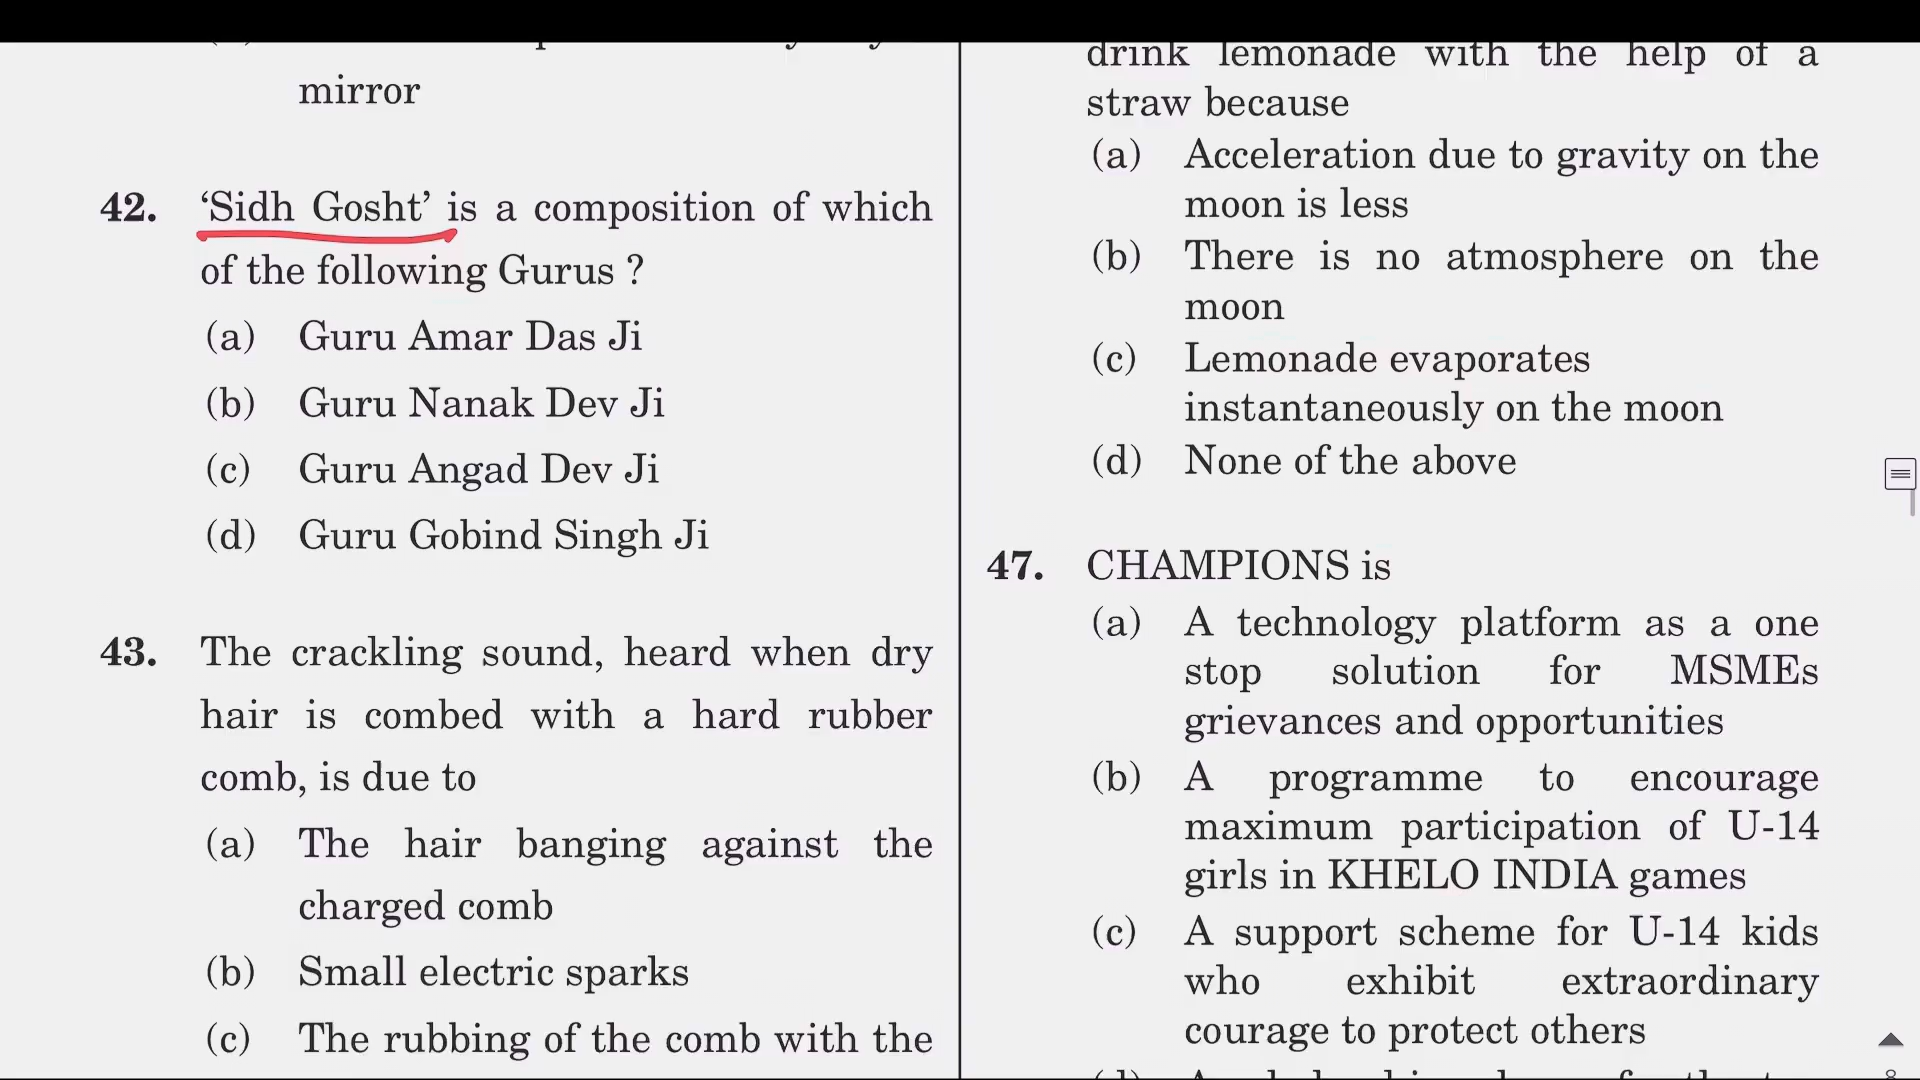 mirror
42. ‘Sidh Gosht’ is a composition of which
of the following Gurus ?
(a) Guru Amar Das Ji
(b) Guru Nanak Dev Ji
(c) Guru Angad Dev Ji
(d) Guru Gobind Singh Ji
43. The crackling sound, heard when dry
hair is combed with a hard rubber
comb, is due to
(a) The hair banging against the
charged comb
(b) Small electric sparks
(c) The rubbing of the comb with the
drink lemonade with the help of a
straw because
(a) Acceleration due to gravity on the
moon is less
(b) There is no atmosphere on the
moon
(c) Lemonade evaporates
instantaneously on the moon
(d) None of the above
47. CHAMPIONS is
(a) A technology platform as a one
stop solution for MSMEs
grievances and opportunities
(b) A programme to encourage
maximum participation of U-14
girls in KHELO INDIA games
(c) A support scheme for U-14 kids
who exhibit extraordinary
courage to protect others